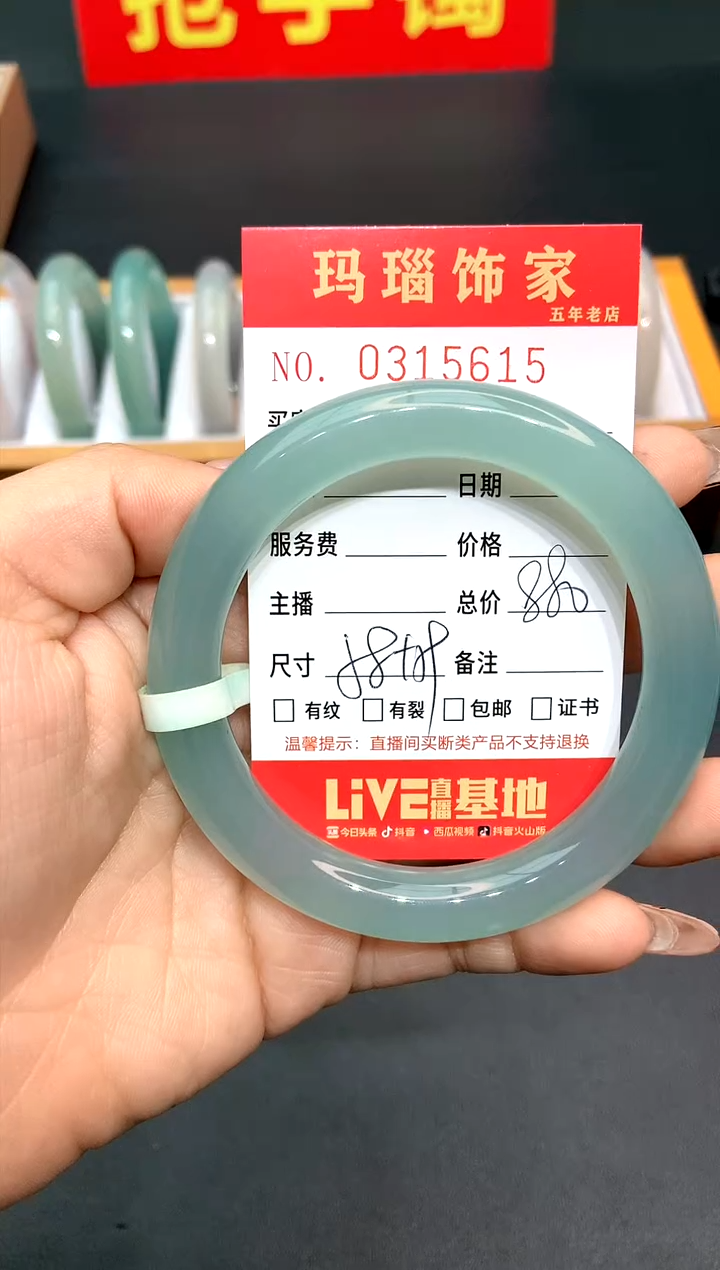 玛瑙饰家
五年老店
NO. 0315615
日期
服务费 价格
主播 总价 880
尺寸 备注
有纹 有裂 包邮 证书
温馨提示：直播间买断类产品不支持退换
LiVE直播基地
今日头条 抖音 西瓜视频 抖音火山版